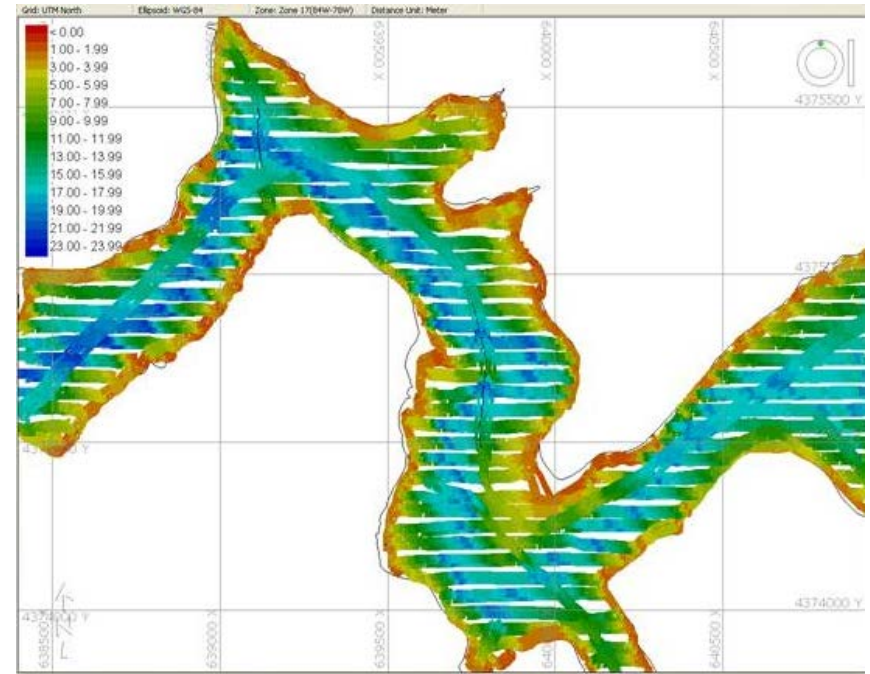 Grid: UTM North Ellipsoid: WGS-84 Zone: Zone 17(84W-78W) Distance Unit: Meter
< 0.00
1.00 - 1.99
3.00 - 3.99
5.00 - 5.99
7.00 - 7.99
9.00 - 9.99
11.00 - 11.99
13.00 - 13.99
15.00 - 15.99
17.00 - 17.99
19.00 - 19.99
21.00 - 21.99
23.00 - 23.99
639500 X
640000 X
640500 X
4375500 Y
4374000 Y
4374000 Y
638500 X
639000 X
639500 X
640500 X